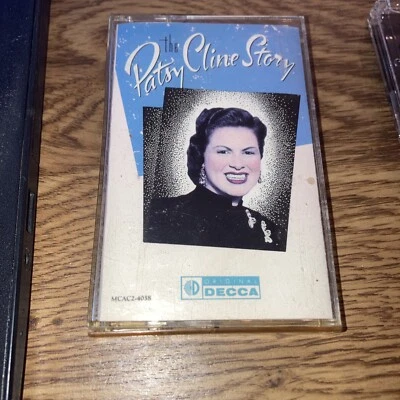 the
Patsy Cline Story
ORIGINAL
DECCA
MCAC2-4038